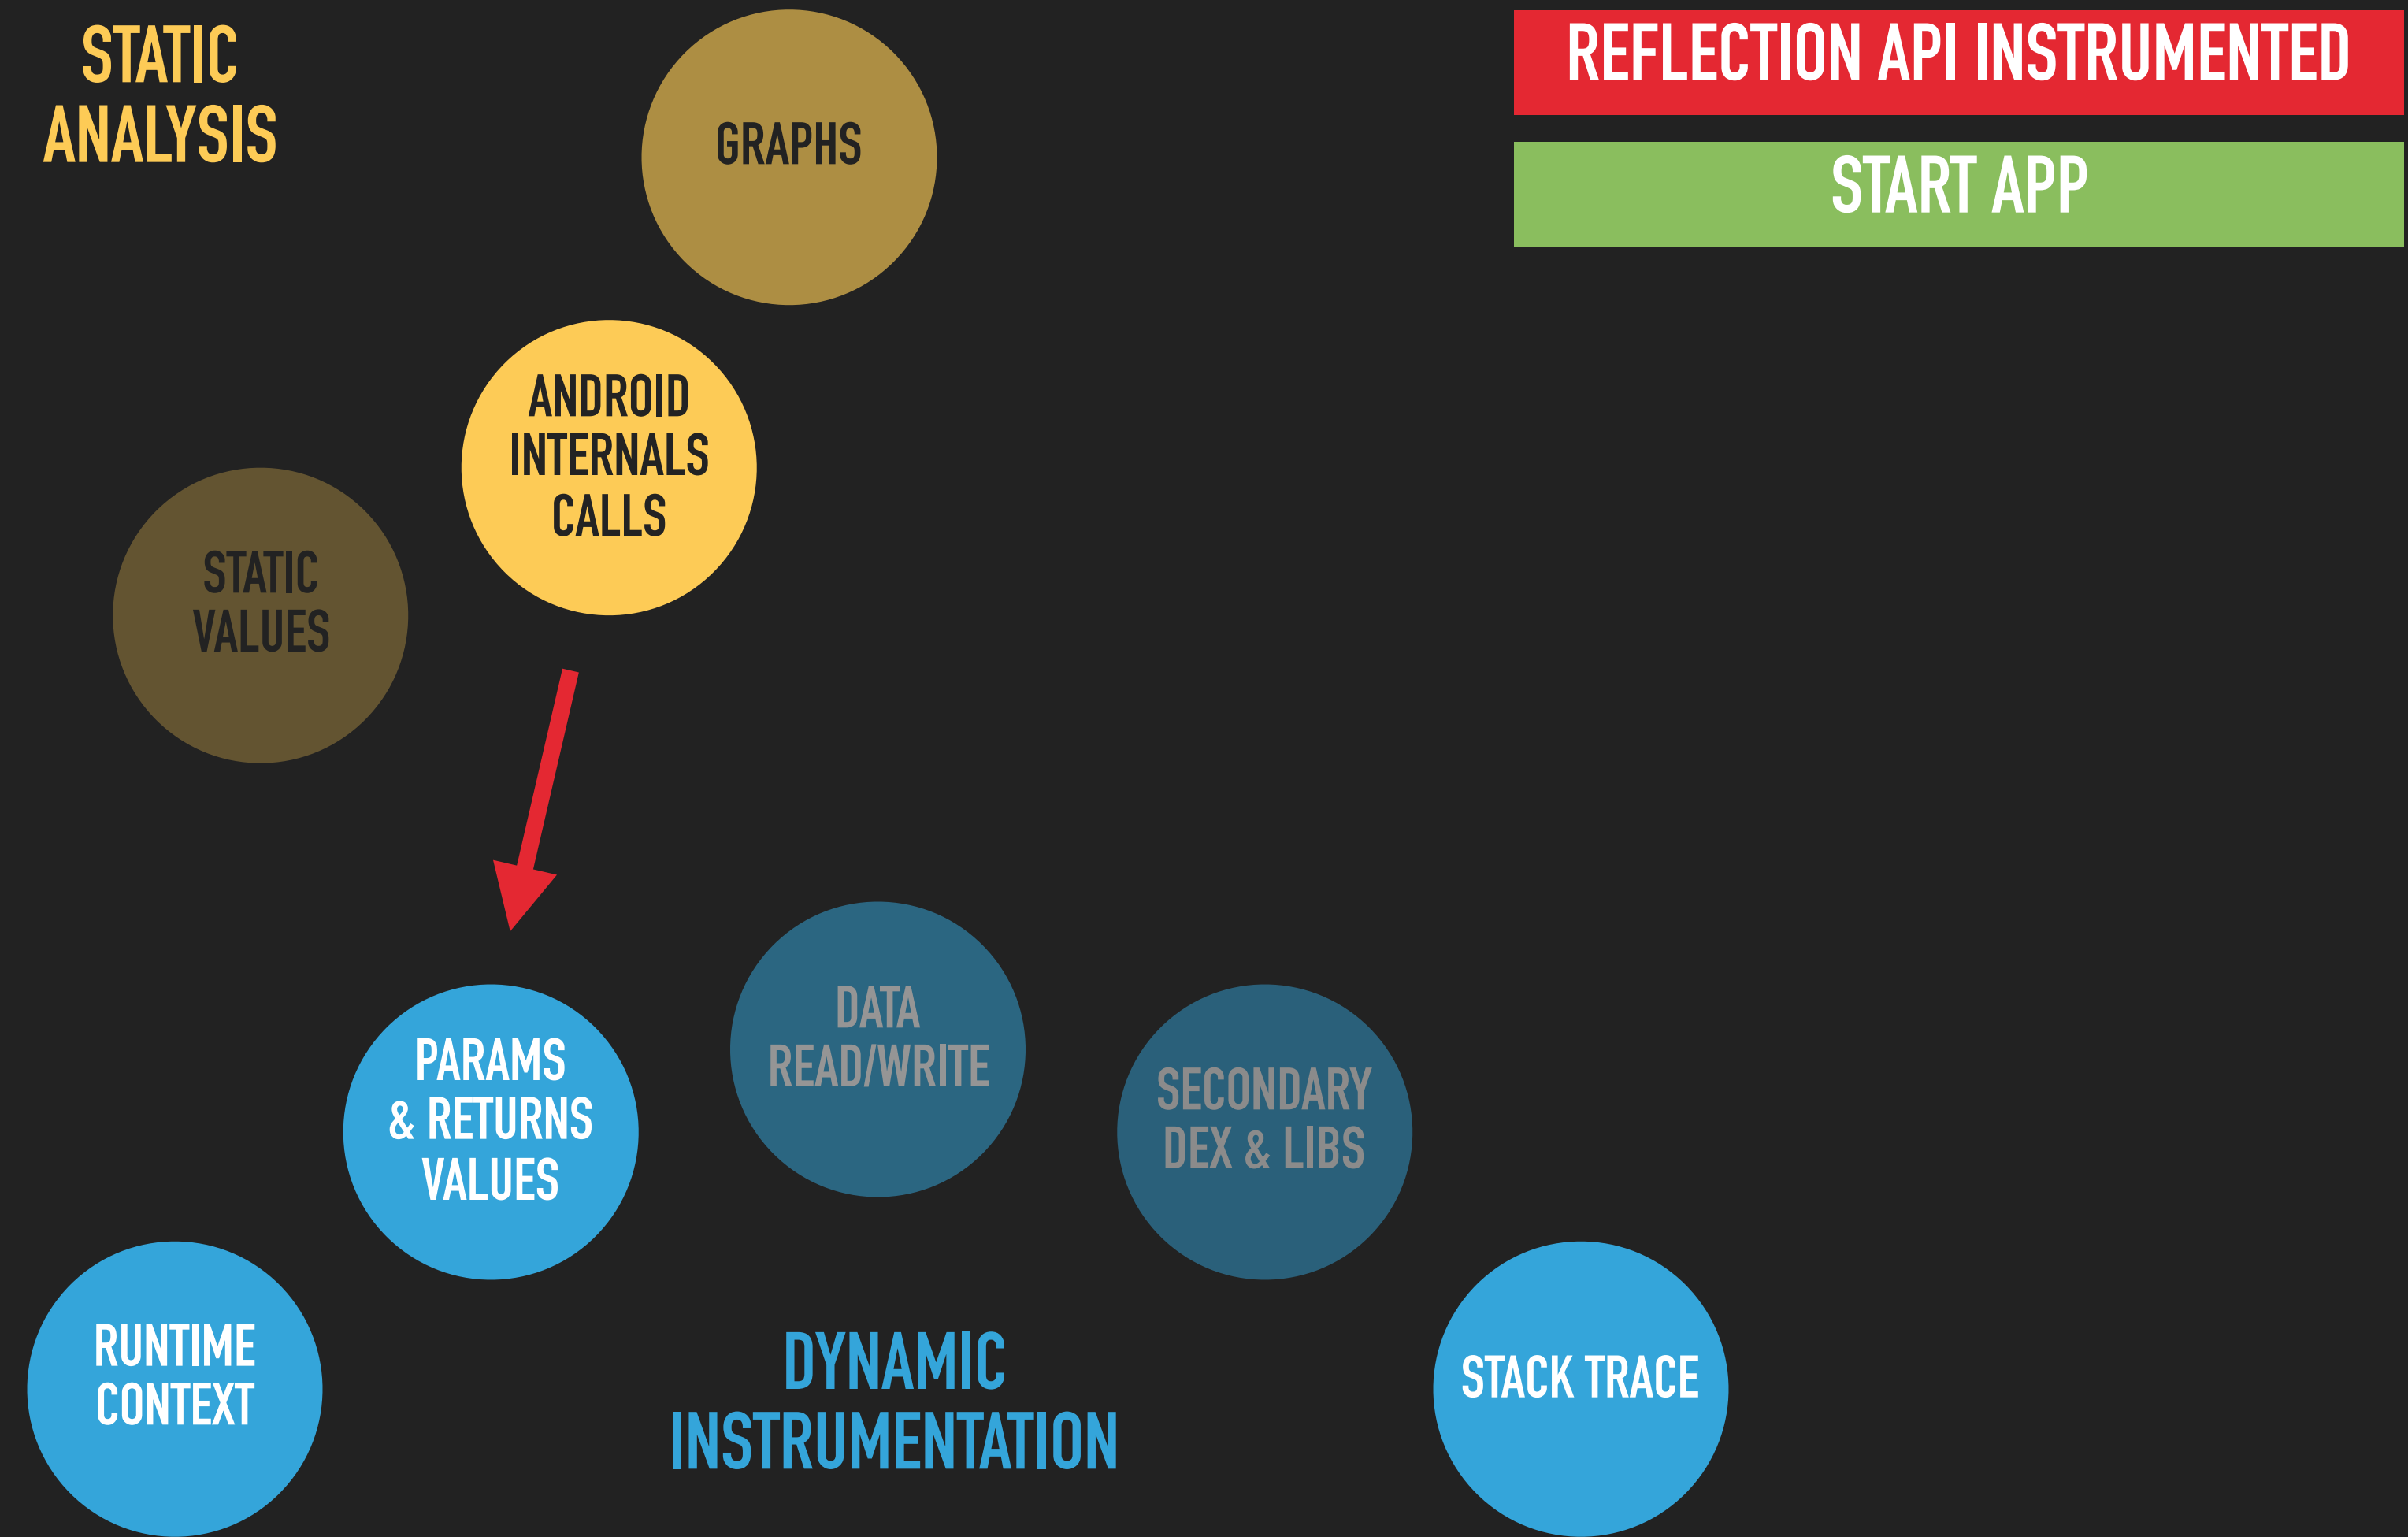 STATIC
ANALYSIS
GRAPHS
REFLECTION API INSTRUMENTED
START APP
ANDROID
INTERNALS
CALLS
STATIC
VALUES
DATA
READ/WRITE
PARAMS
& RETURNS
VALUES
SECONDARY
DEX & LIBS
RUNTIME
CONTEXT
DYNAMIC
INSTRUMENTATION
STACK TRACE